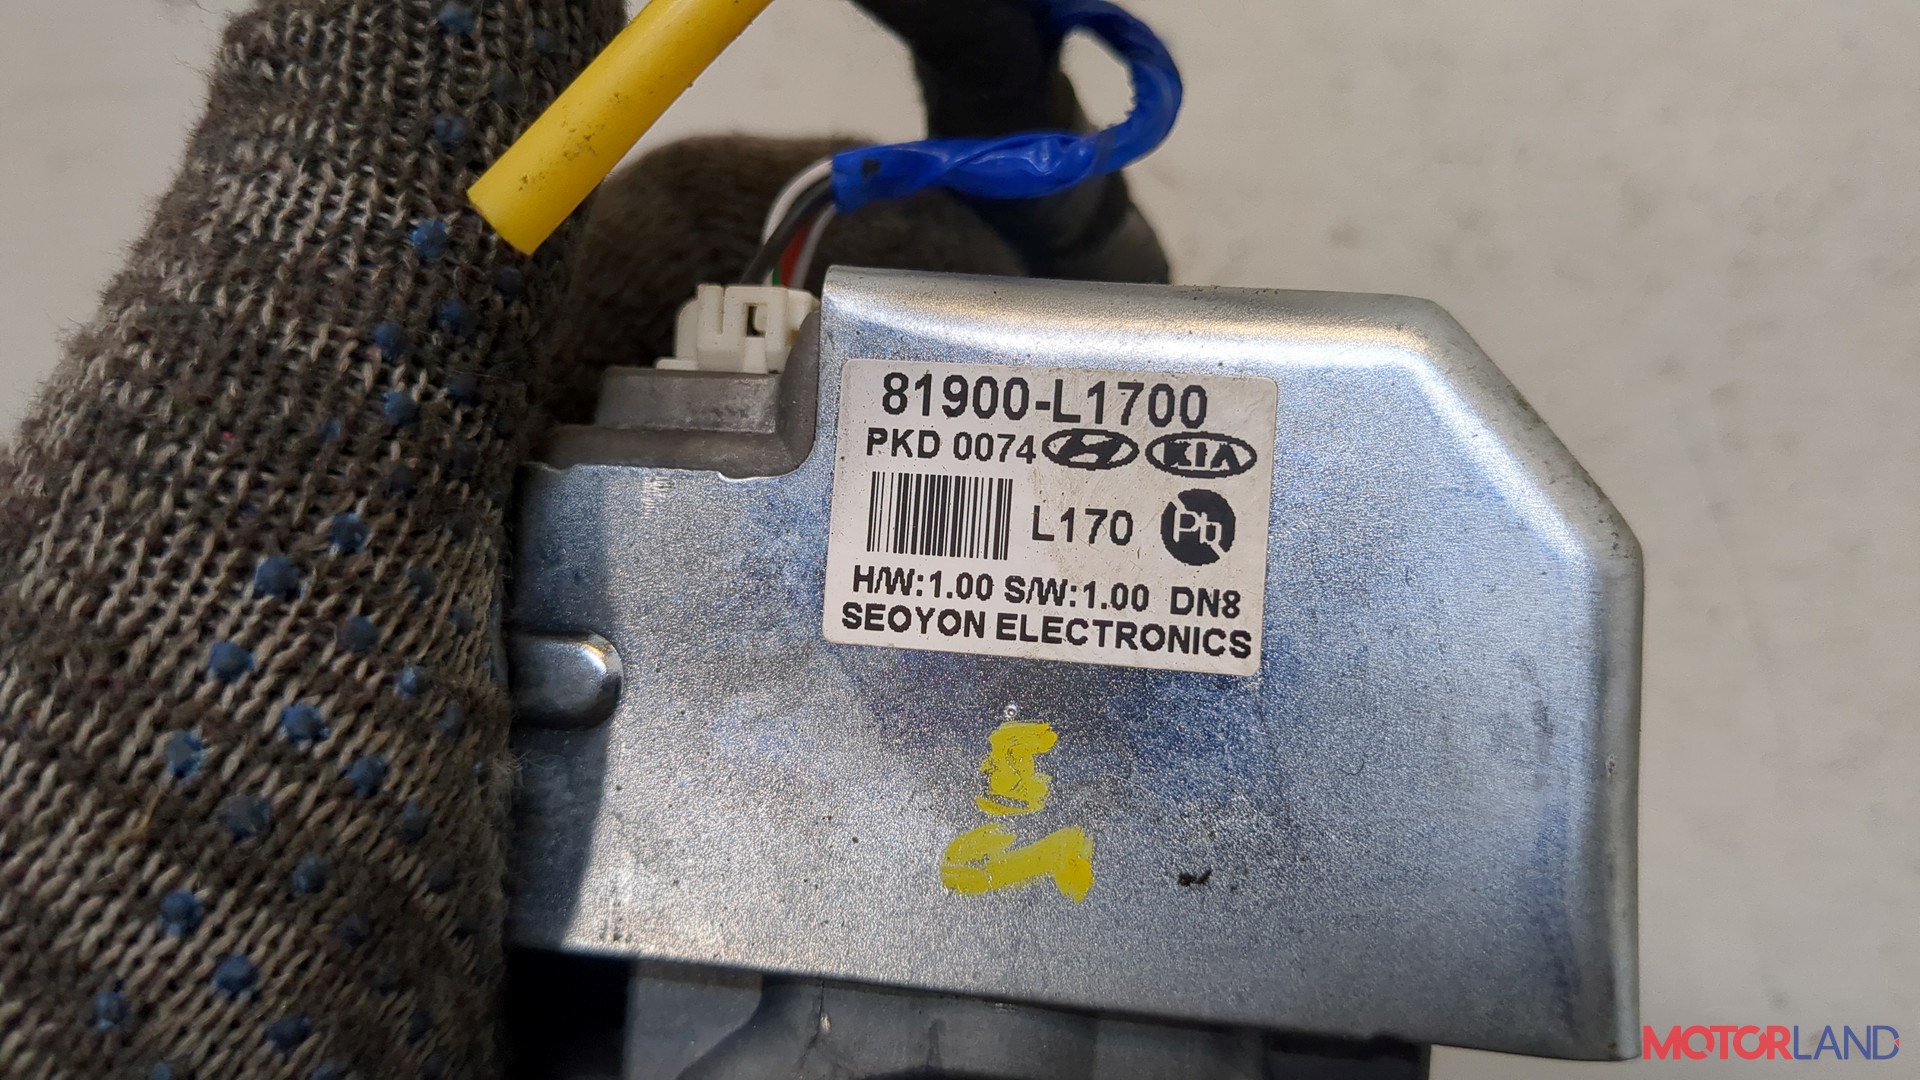 81900-L1700
PKD 0074 KIA
L170 Pb
H/W:1.00 S/W:1.00 DN8
SEOYON ELECTRONICS
MOTORLAND